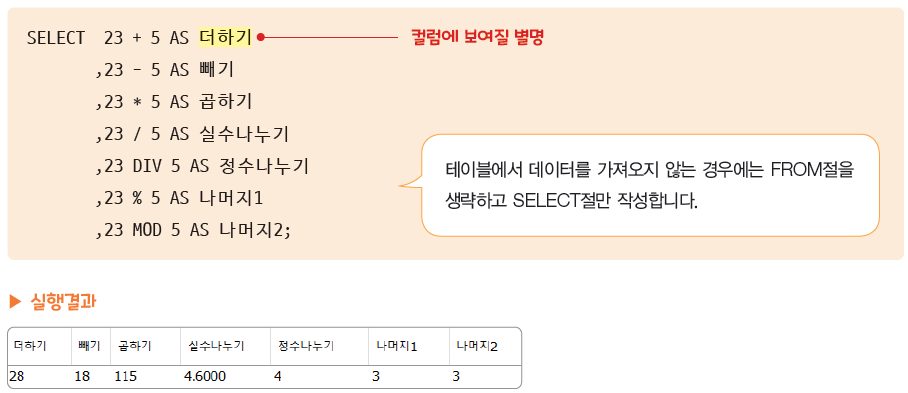 SELECT 23 + 5 AS 더하기
컬럼에 보여질 별명
,23 - 5 AS 빼기
,23 * 5 AS 곱하기
,23 / 5 AS 실수나누기
,23 DIV 5 AS 정수나누기
,23 % 5 AS 나머지1
,23 MOD 5 AS 나머지2;
테이블에서 데이터를 가져오지 않는 경우에는 FROM절을
생략하고 SELECT절만 작성합니다.
▶ 실행결과
더하기 빼기 곱하기 실수나누기 정수나누기 나머지1 나머지2
28 18 115 4.6000 4 3 3